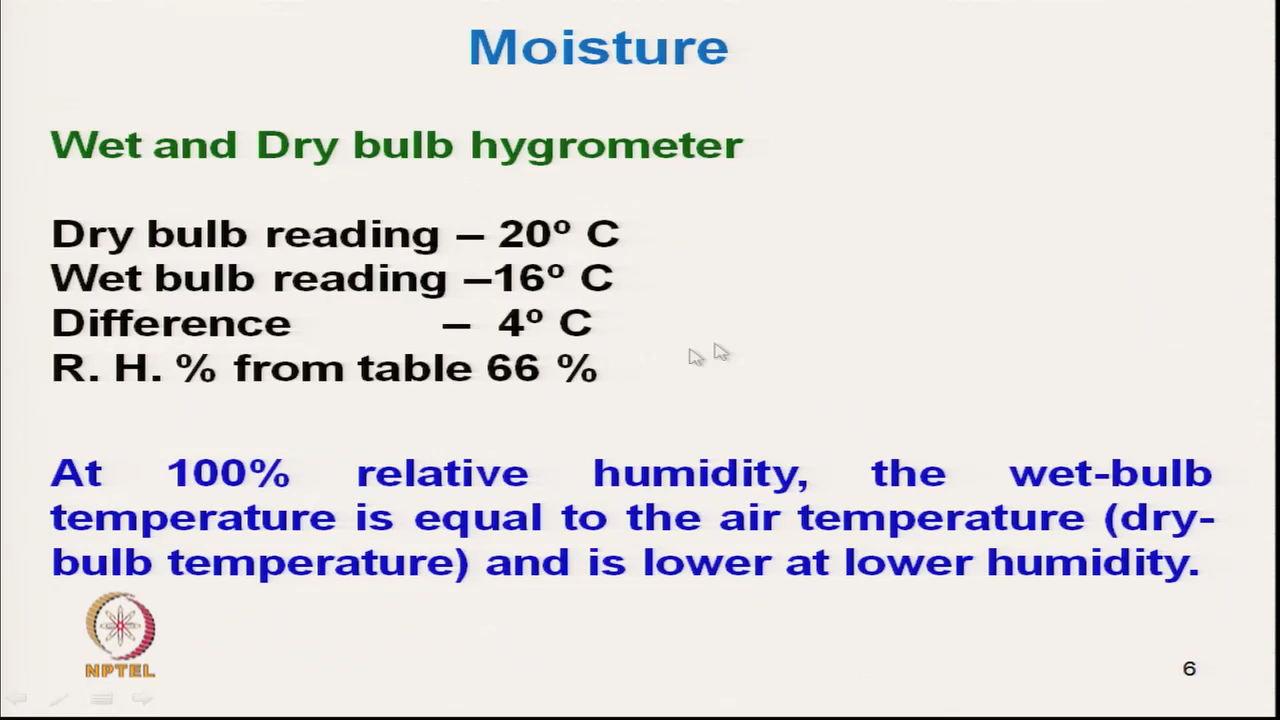 Moisture
Wet and Dry bulb hygrometer
Dry bulb reading – 20º C
Wet bulb reading –16º C
Difference – 4º C
R. H. % from table 66 %
At 100% relative humidity, the wet-bulb
temperature is equal to the air temperature (dry-
bulb temperature) and is lower at lower humidity.
NPTEL
6